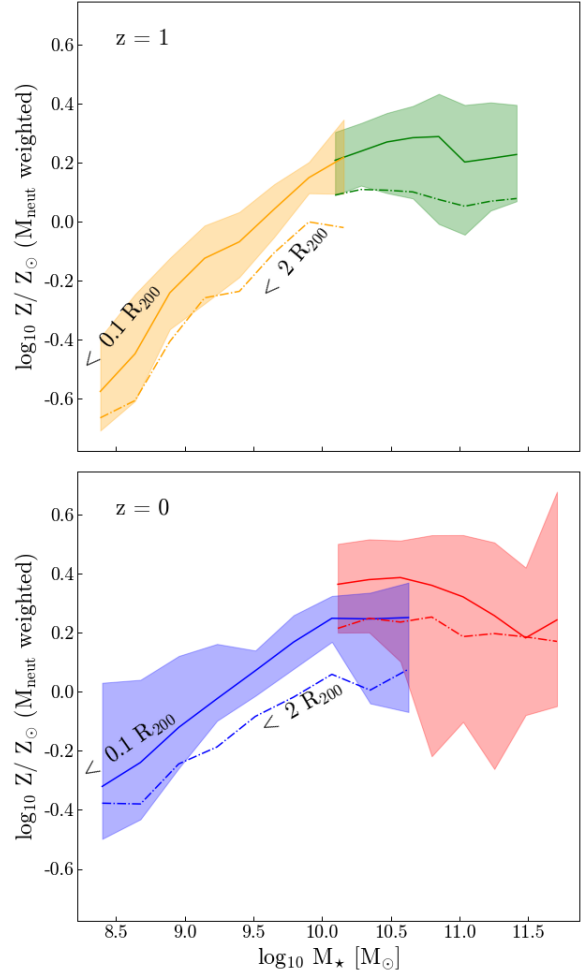 z = 1
0.6
0.4
0.2
0.0
-0.2
-0.4
-0.6
log₁₀ Z/ Z⊙ (Mₙₑᵤₜ weighted)
< 0.1 R₂₀₀
< 2 R₂₀₀
z = 0
0.6
0.4
0.2
0.0
-0.2
-0.4
-0.6
log₁₀ Z/ Z⊙ (Mₙₑᵤₜ weighted)
< 0.1 R₂₀₀
< 2 R₂₀₀
8.5 9.0 9.5 10.0 10.5 11.0 11.5
log₁₀ M⋆ [M⊙]